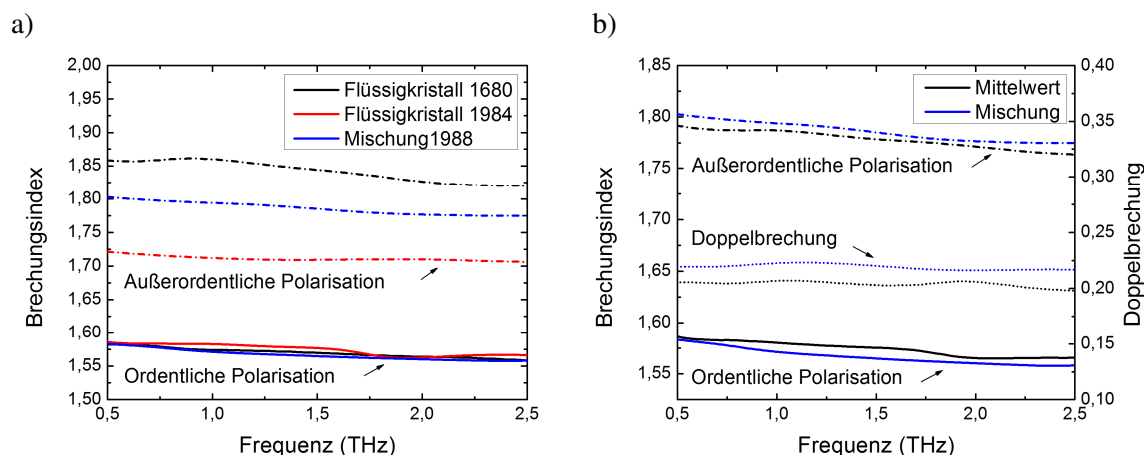 a)
2,00
1,95
1,90
1,85
1,80
1,75
1,70
1,65
1,60
1,55
1,50
Brechungsindex
Flüssigkristall 1680
Flüssigkristall 1984
Mischung1988
Außerordentliche Polarisation
Ordentliche Polarisation
0,5 1,0 1,5 2,0 2,5
Frequenz (THz)
b)
1,85
1,80
1,75
1,70
1,65
1,60
1,55
Brechungsindex
Mittelwert
Mischung
Außerordentliche Polarisation
Doppelbrechung
Ordentliche Polarisation
0,40
0,35
0,30
0,25
0,20
0,15
0,10
Doppelbrechung
0,5 1,0 1,5 2,0 2,5
Frequenz (THz)